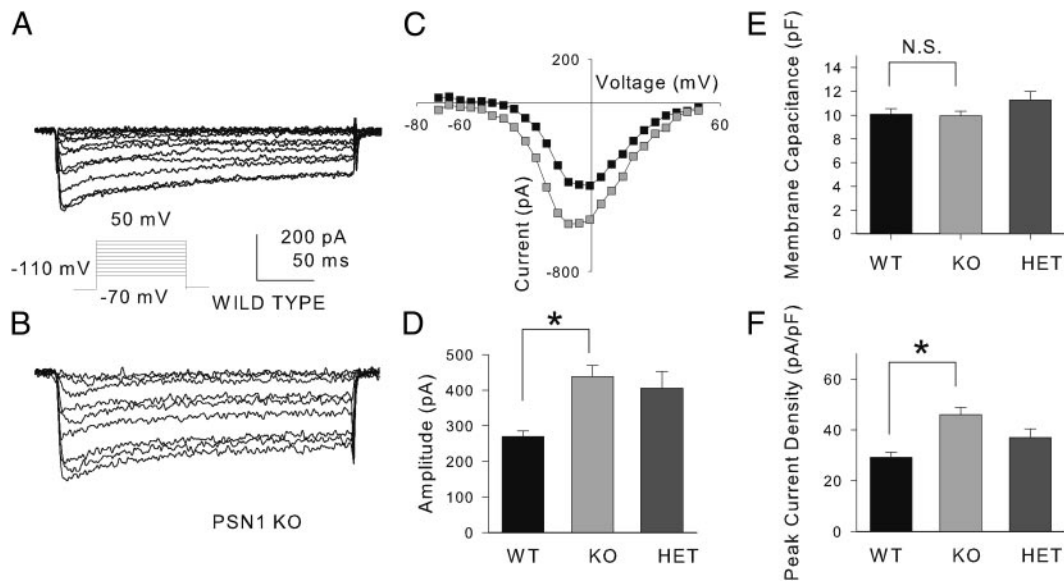 A
50 mV
-110 mV
-70 mV
200 pA
50 ms
WILD TYPE
B
PSN1 KO
C
200
Voltage (mV)
-80
-60
60
Current (pA)
-800
D
*
Amplitude (pA)
500
400
300
200
100
0
WT
KO
HET
E
Membrane Capacitance (pF)
N.S.
14
12
10
8
6
4
2
0
WT
KO
HET
F
Peak Current Density (pA/pF)
*
60
40
20
0
WT
KO
HET